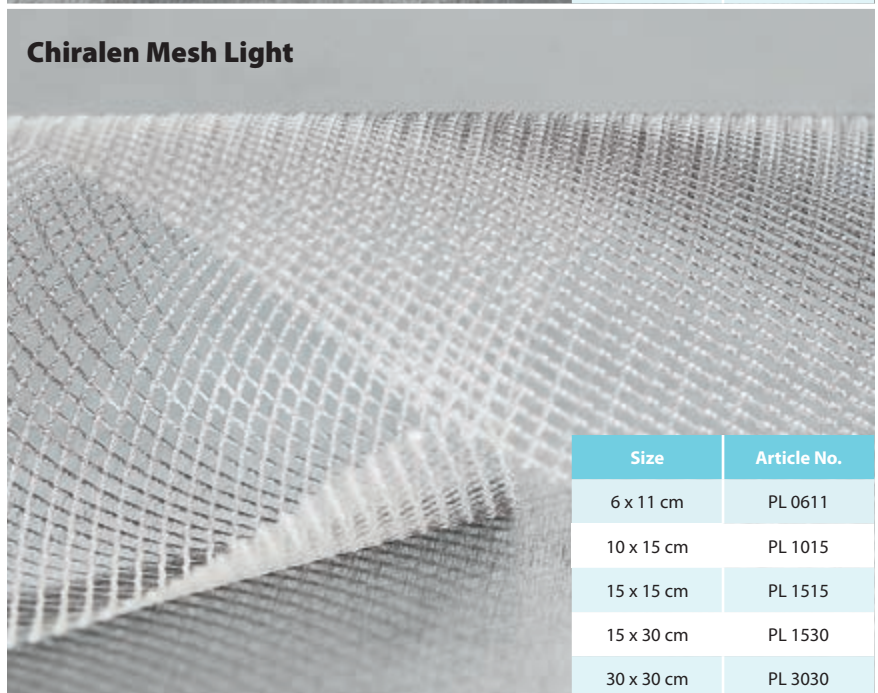 Chiralen Mesh Light
Size Article No.
6 x 11 cm PL 0611
10 x 15 cm PL 1015
15 x 15 cm PL 1515
15 x 30 cm PL 1530
30 x 30 cm PL 3030